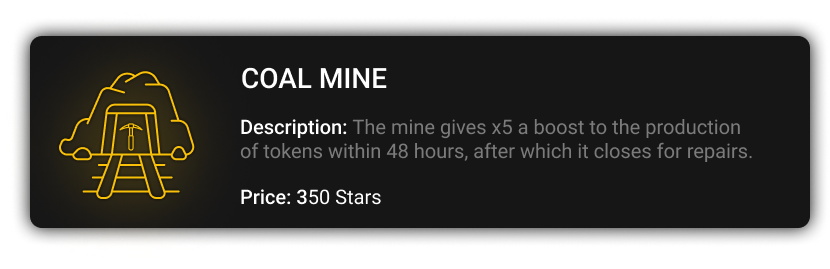 COAL MINE
Description: The mine gives x5 a boost to the production
of tokens within 48 hours, after which it closes for repairs.
Price: 350 Stars